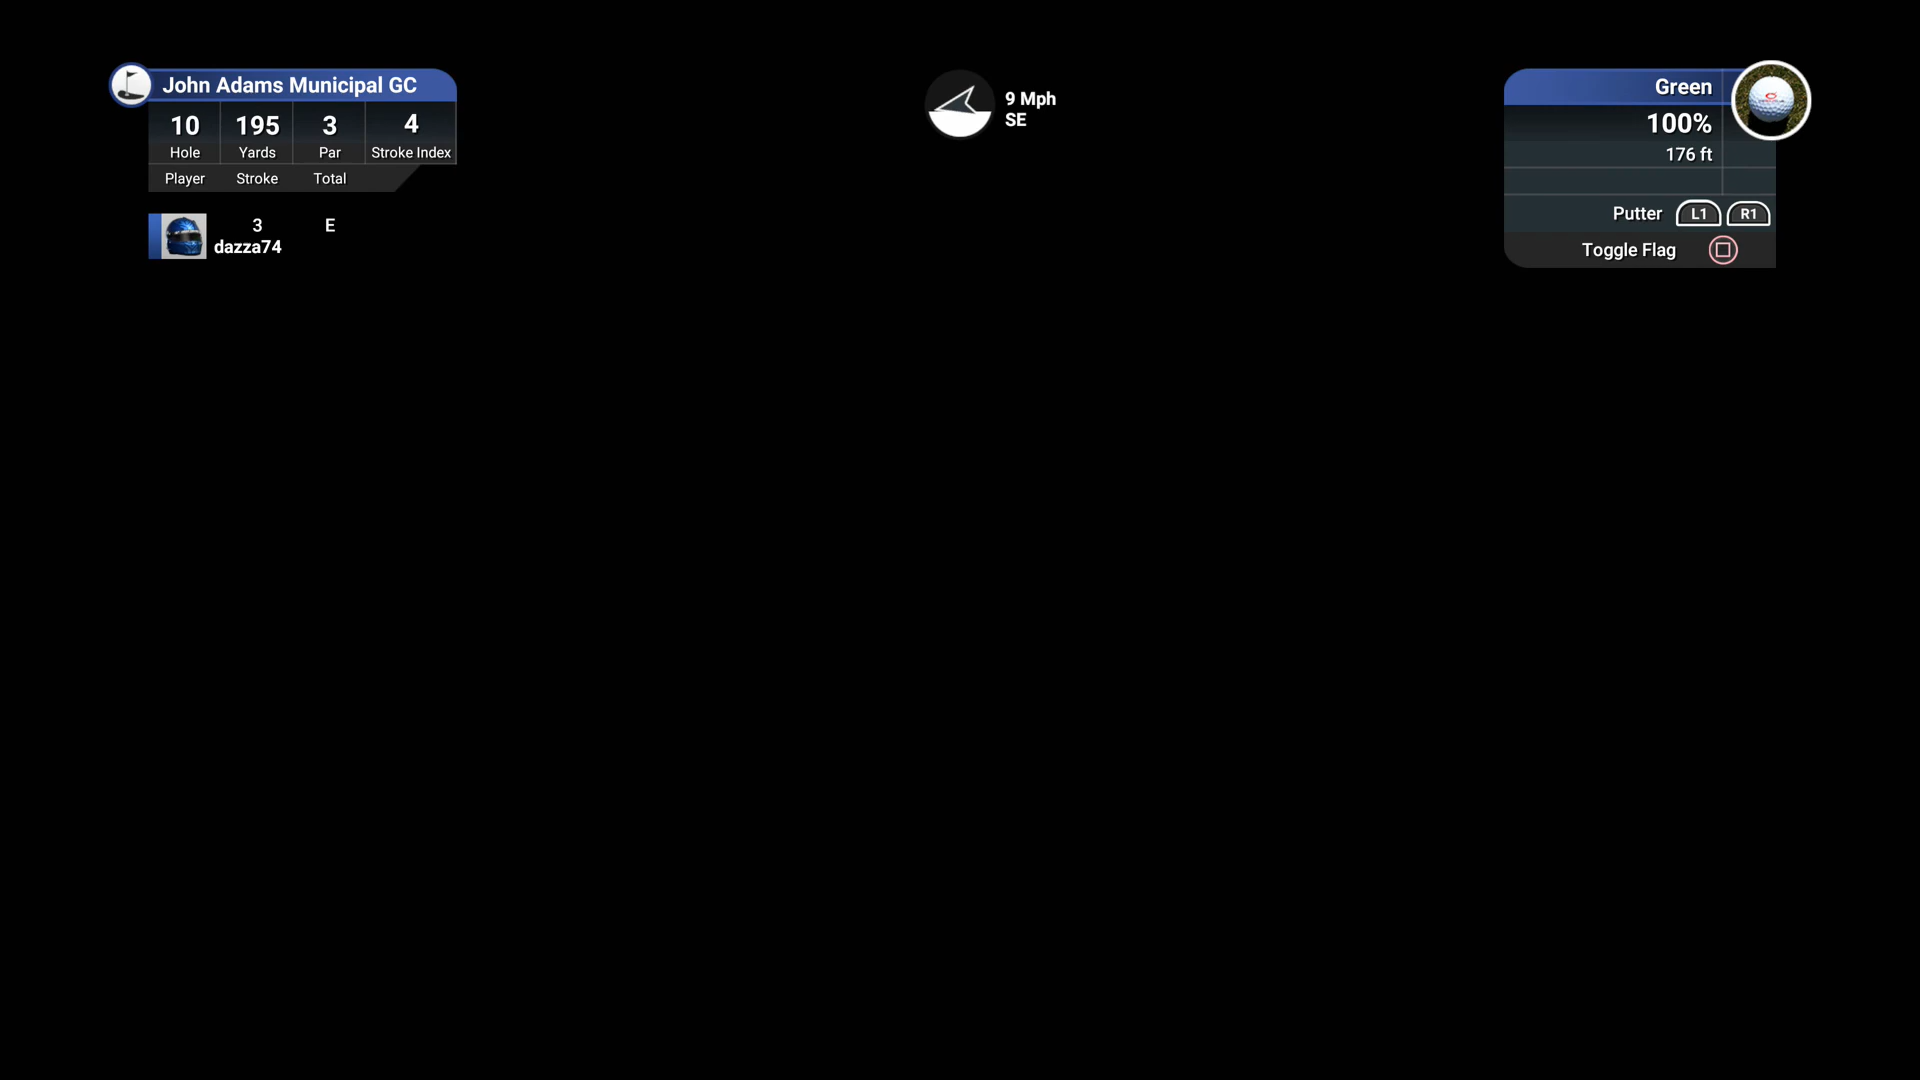 John Adams Municipal GC
10 195 3 4
Hole Yards Par Stroke Index
Player Stroke Total
3 E
dazza74
9 Mph
SE
Green
100%
176 ft
Putter L1 R1
Toggle Flag